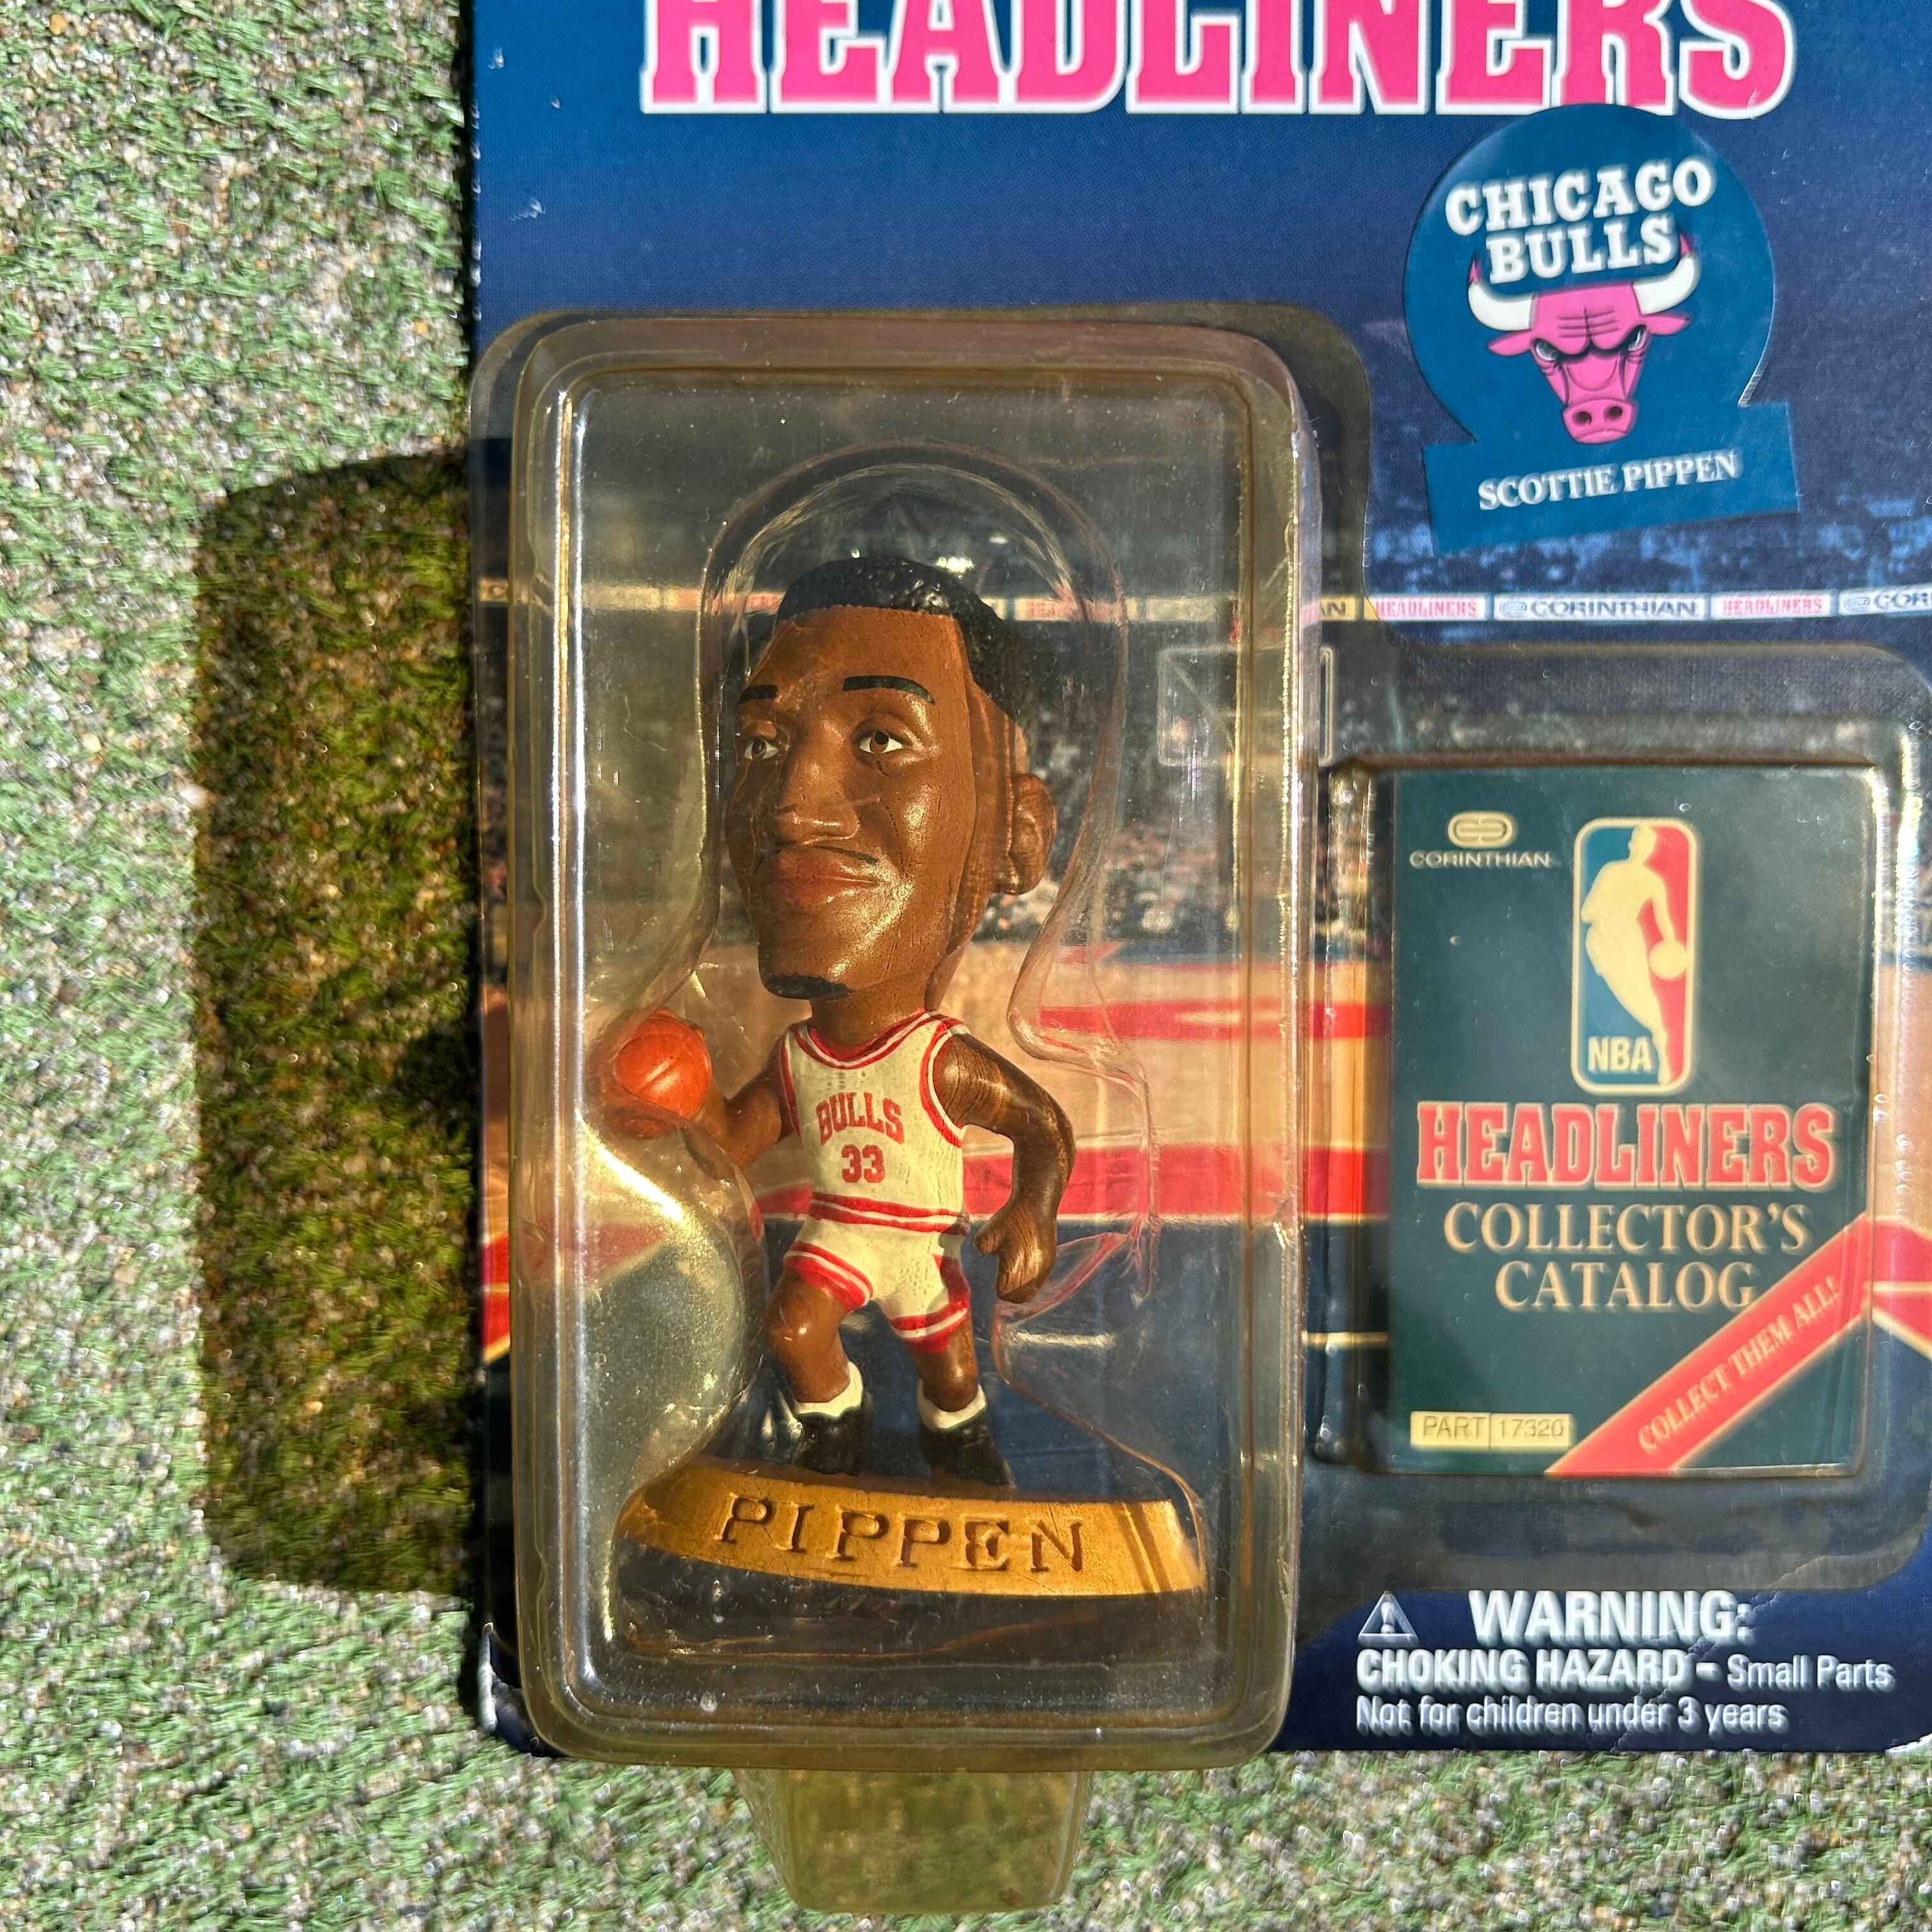 HEADLINERS
CHICAGO
BULLS
SCOTTIE PIPPEN
HEADLINERS CORINTHIAN HEADLINERS
CORINTHIAN
NBA
HEADLINERS
COLLECTOR'S
CATALOG
COLLECT THEM ALL!
PART 17320
BULLS
33
PIPPEN
WARNING:
CHOKING HAZARD – Small Parts
Not for children under 3 years